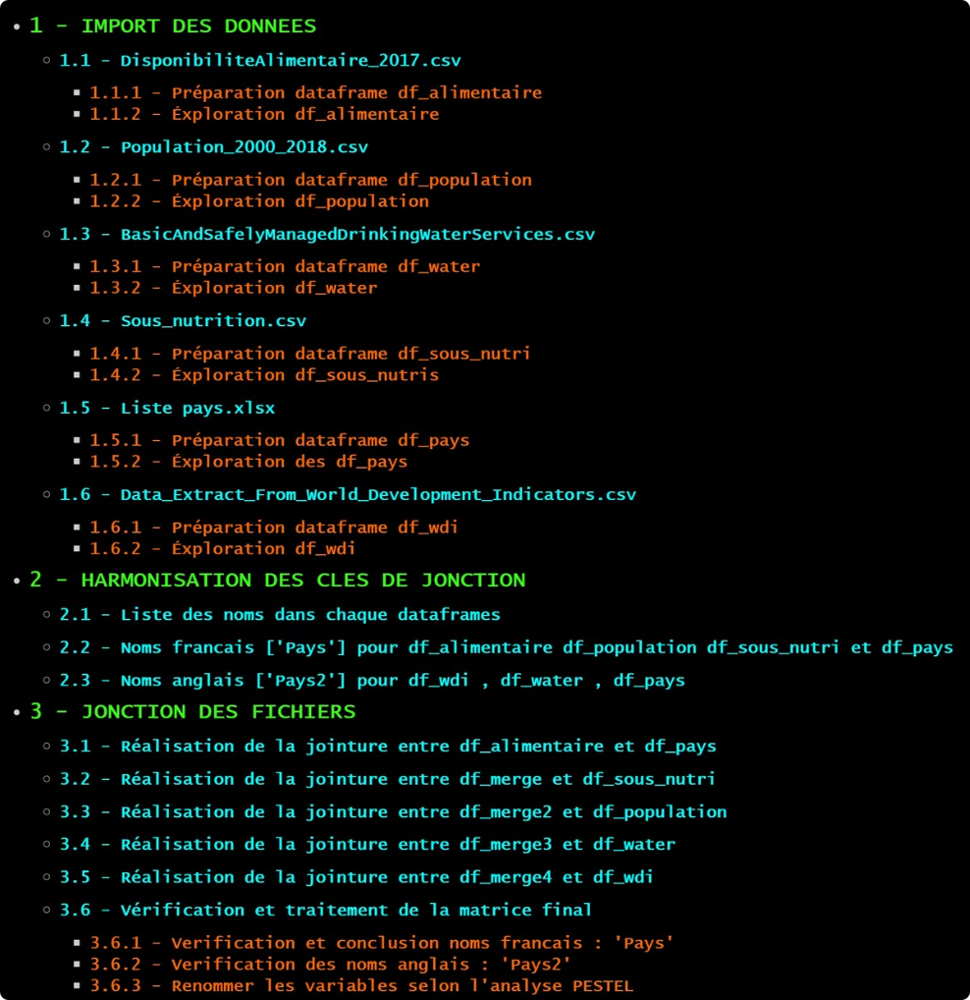 1 - IMPORT DES DONNEES
1.1 - DisponibiliteAlimentaire_2017.csv
1.1.1 - Préparation dataframe df_alimentaire
1.1.2 - Éxploration df_alimentaire
1.2 - Population_2000_2018.csv
1.2.1 - Préparation dataframe df_population
1.2.2 - Éxploration df_population
1.3 - BasicAndSafelyManagedDrinkingWaterServices.csv
1.3.1 - Préparation dataframe df_water
1.3.2 - Éxploration df_water
1.4 - Sous_nutrition.csv
1.4.1 - Préparation dataframe df_sous_nutri
1.4.2 - Éxploration df_sous_nutris
1.5 - Liste pays.xlsx
1.5.1 - Préparation dataframe df_pays
1.5.2 - Éxploration des df_pays
1.6 - Data_Extract_From_World_Development_Indicators.csv
1.6.1 - Préparation dataframe df_wdi
1.6.2 - Éxploration df_wdi
2 - HARMONISATION DES CLES DE JONCTION
2.1 - Liste des noms dans chaque dataframes
2.2 - Noms francais ['Pays'] pour df_alimentaire df_population df_sous_nutri et df_pays
2.3 - Noms anglais ['Pays2'] pour df_wdi , df_water , df_pays
3 - JONCTION DES FICHIERS
3.1 - Réalisation de la jointure entre df_alimentaire et df_pays
3.2 - Réalisation de la jointure entre df_merge et df_sous_nutri
3.3 - Réalisation de la jointure entre df_merge2 et df_population
3.4 - Réalisation de la jointure entre df_merge3 et df_water
3.5 - Réalisation de la jointure entre df_merge4 et df_wdi
3.6 - Vérification et traitement de la matrice final
3.6.1 - Verification et conclusion noms francais : 'Pays'
3.6.2 - Verification des noms anglais : 'Pays2'
3.6.3 - Renommer les variables selon l'analyse PESTEL